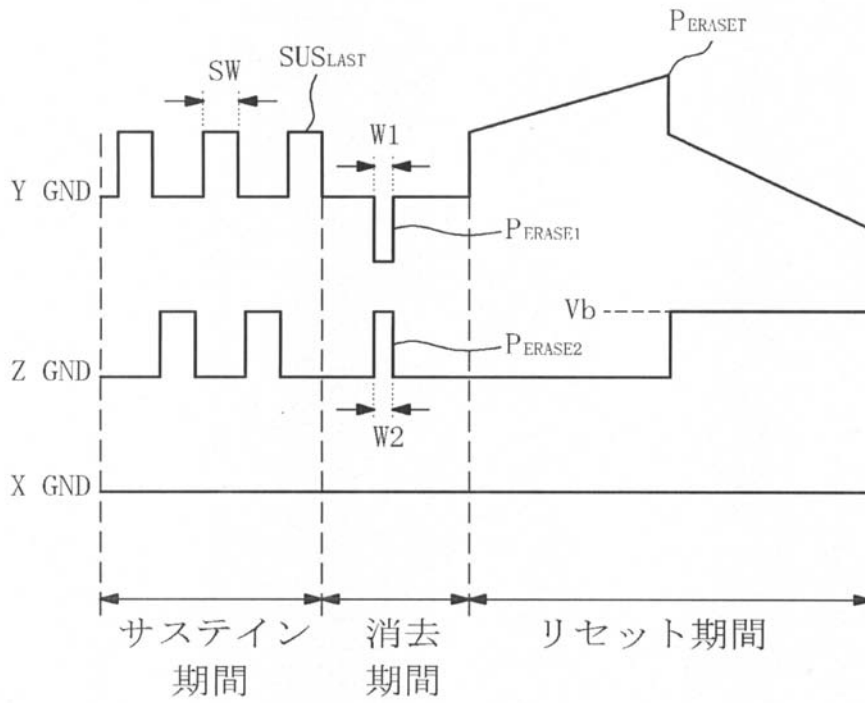 PERASET
SW
SUSLAST
W1
Y GND
PERASE1
Vb
Z GND
PERASE2
W2
X GND
サステイン
期間
消去
期間
リセット期間